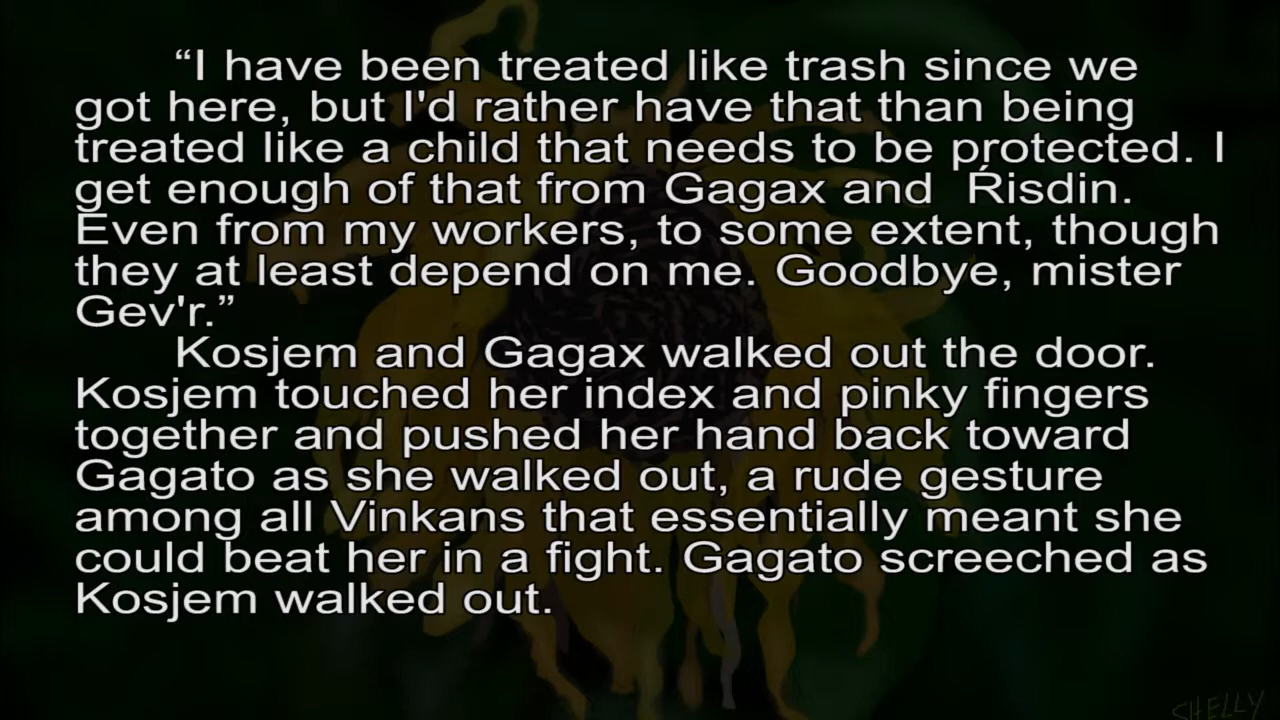 “I have been treated like trash since we
got here, but I'd rather have that than being
treated like a child that needs to be protected. I
get enough of that from Gagax and Ŕisdin.
Even from my workers, to some extent, though
they at least depend on me. Goodbye, mister
Gev'r.”
Kosjem and Gagax walked out the door.
Kosjem touched her index and pinky fingers
together and pushed her hand back toward
Gagato as she walked out, a rude gesture
among all Vinkans that essentially meant she
could beat her in a fight. Gagato screeched as
Kosjem walked out.
SHELLY